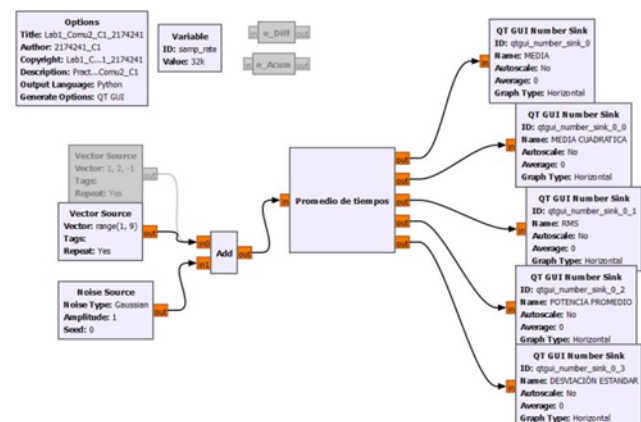 Options
Title: Lab1_Comu2_C1_2174241
Author: 2174241_C1
Copyright: Lab1_C...1_2174241
Description: Pract...Comu2_C1
Output Language: Python
Generate Options: QT GUI
Variable
ID: samp_rate
Value: 32k
in e_Diff out
in e_Acum out
QT GUI Number Sink
ID: qtgui_number_sink_0
in Name: MEDIA
Autoscale: No
Average: 0
Graph Type: Horizontal
QT GUI Number Sink
ID: qtgui_number_sink_0_0
in Name: MEDIA CUADRATICA
Autoscale: No
Average: 0
Graph Type: Horizontal
Vector Source
Vector: 1, 2, -1
Tags: out
Repeat: Yes
Vector Source
Vector: range(1, 9)
Tags: out
Repeat: Yes
Noise Source
Noise Type: Gaussian
Amplitude: 1 out
Seed: 0
in0
in1
Add
out
in
Promedio de tiempos
out
out
out
out
out
QT GUI Number Sink
ID: qtgui_number_sink_0_1
in Name: RMS
Autoscale: No
Average: 0
QT GUI Number Sink
ID: qtgui_number_sink_0_2
in Name: POTENCIA PROMEDIO
Autoscale: No
Average: 0
Graph Type: Horizontal
QT GUI Number Sink
ID: qtgui_number_sink_0_3
in Name: DESVIACIÓN ESTANDAR
Autoscale: No
Average: 0
Graph Type: Horizontal